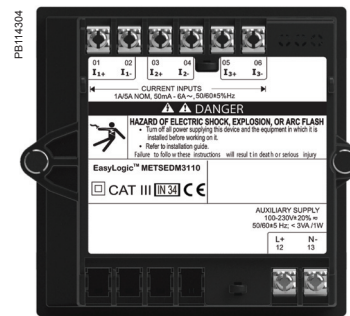 PB114304
01 02 03 04 05 06
I1+ I1- I2+ I2- I3+ I3-
CURRENT INPUTS
1A/5A NOM, 50mA - 6A ~, 50/60±5%Hz
DANGER
HAZARD OF ELECTRIC SHOCK, EXPLOSION, OR ARC FLASH
• Turn off all power supplying this device and the equipment in which it is
installed before working on it.
• Refer to installation guide.
Failure to follow these instructions will result in death or serious injury
EasyLogic™ METSEDM3110
CAT III IN 34 CE
AUXILIARY SUPPLY
100-230V±20% ≂
50/60±5 Hz; < 3VA /1W
L+ N-
12 13